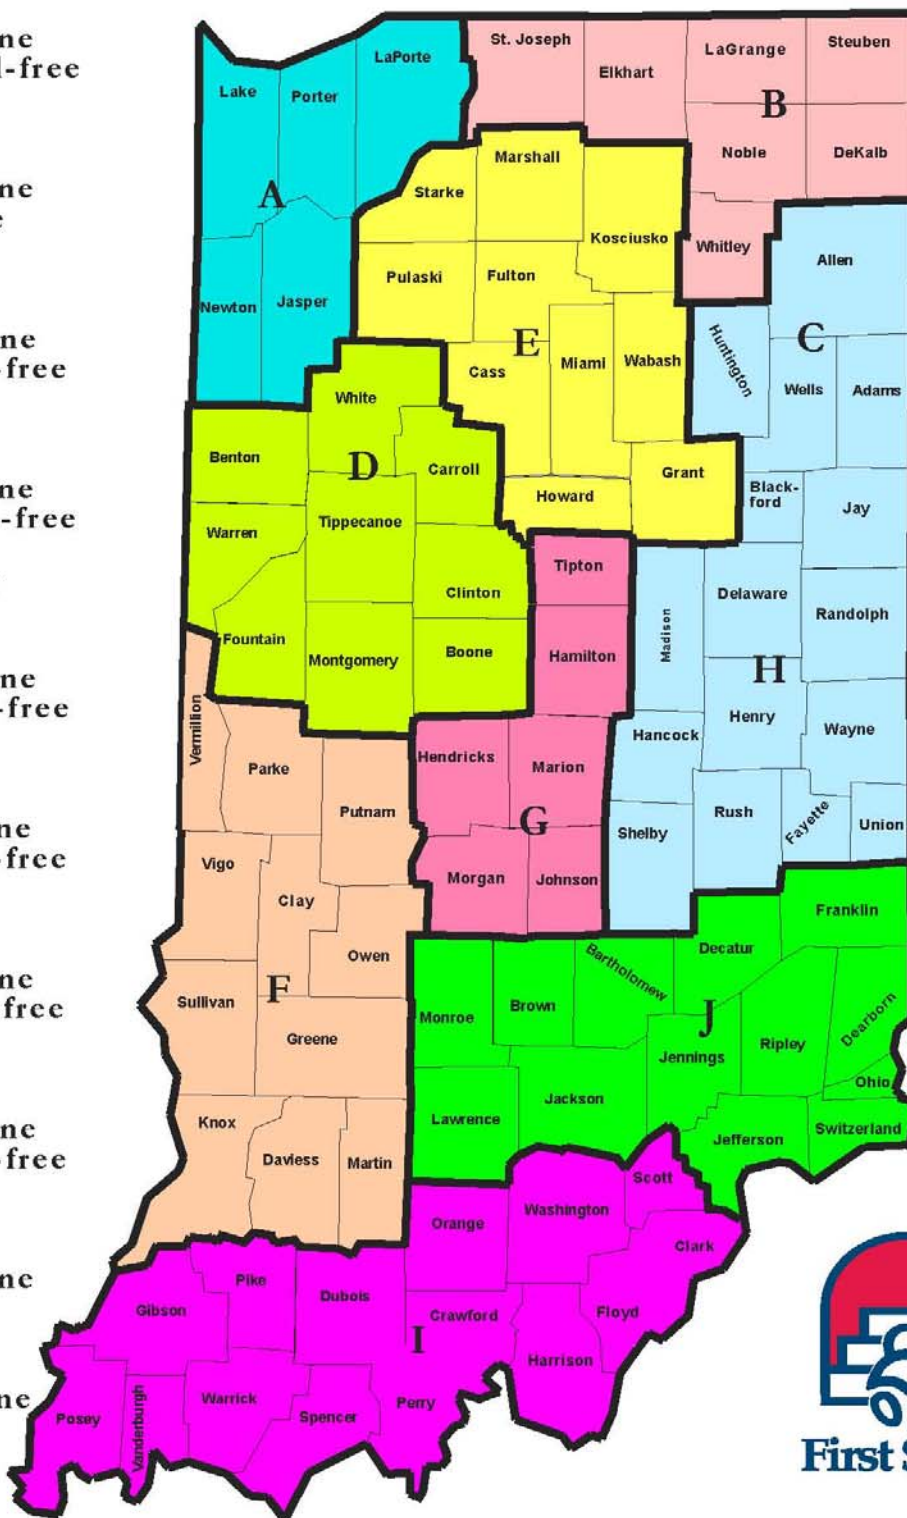 ne
l-free
ne
e
ne
-free
ne
-free
ne
-free
ne
-free
ne
free
ne
-free
ne
ne
St. Joseph
Elkhart
LaGrange
Steuben
LaPorte
Lake
Porter
B
Noble
DeKalb
Marshall
Starke
A
Kosciusko
Whitley
Allen
Pulaski
Fulton
Newton
Jasper
E
C
Huntington
Cass
Miami
Wabash
White
Wells
Adams
Benton
D
Carroll
Grant
Howard
Black-
ford
Jay
Warren
Tippecanoe
Tipton
Clinton
Delaware
Randolph
Madison
Fountain
Montgomery
Boone
Hamilton
H
Vermillion
Henry
Hancock
Wayne
Parke
Hendricks
Marion
Putnam
G
Rush
Fayette
Union
Shelby
Vigo
Clay
Morgan
Johnson
Franklin
Owen
Decatur
Bartholomew
F
Sullivan
Monroe
Brown
J
Dearborn
Greene
Jennings
Ripley
Ohio
Jackson
Lawrence
Knox
Jefferson
Switzerland
Daviess
Martin
Scott
Orange
Washington
Clark
Pike
Dubois
Gibson
Crawford
Floyd
I
Harrison
Posey
Vanderburgh
Warrick
Spencer
Perry
First S